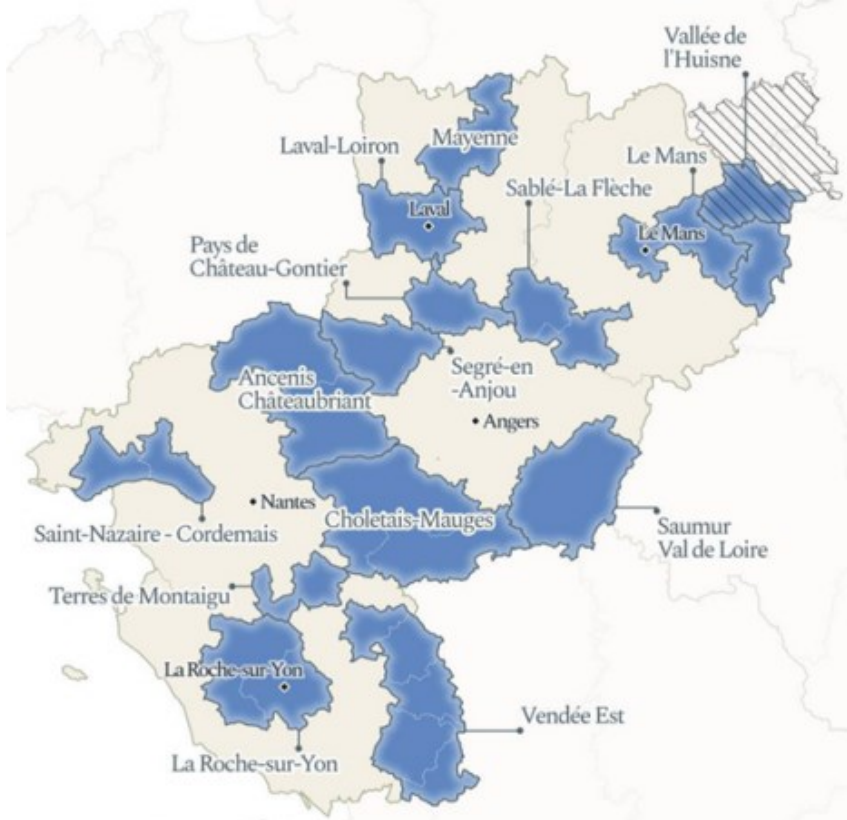 Vallée de
l'Huisne
Mayenne
Laval-Loiron
Le Mans
Sablé-La Flèche
Laval
Le Mans
Pays de
Château-Gontier
Segré-en
-Anjou
Ancenis
Châteaubriant
Angers
Nantes
Choletais-Mauges
Saint-Nazaire - Cordemais
Saumur
Val de Loire
Terres de Montaigu
La Roche-sur-Yon
Vendée Est
La Roche-sur-Yon